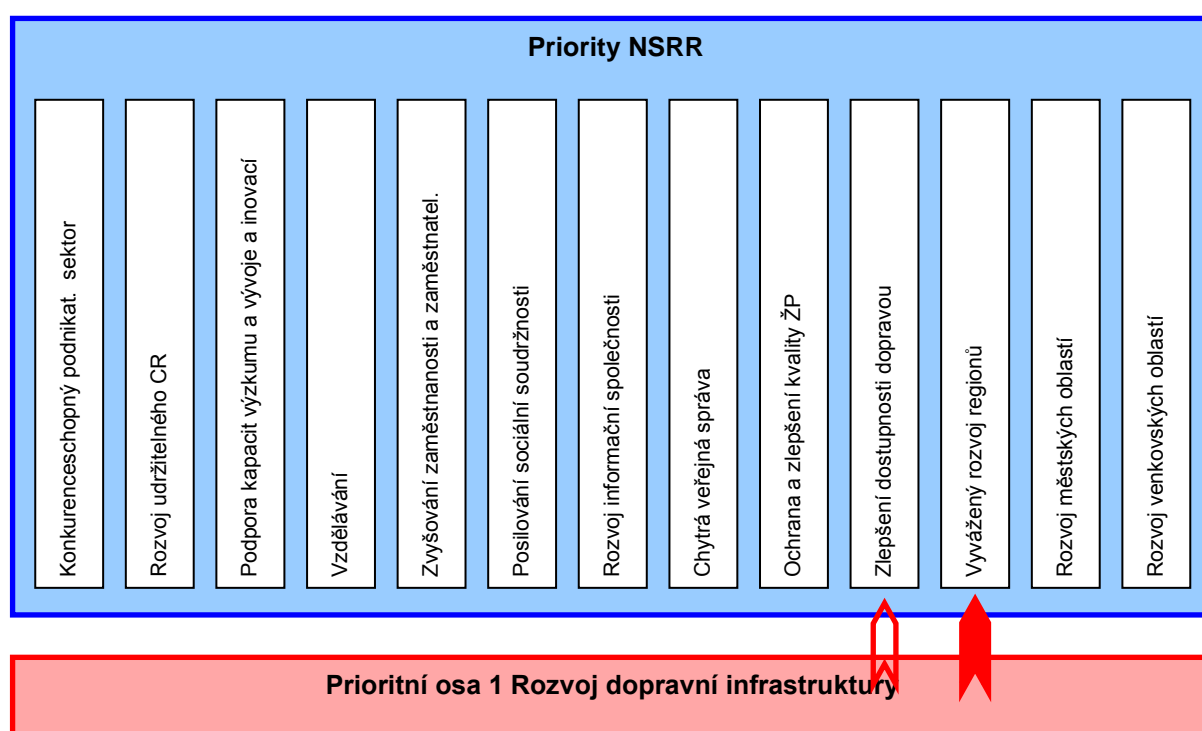 Priority NSRR
Konkurenceschopný podnikat. sektor
Rozvoj udržitelného CR
Podpora kapacit výzkumu a vývoje a inovací
Vzdělávání
Zvyšování zaměstnanosti a zaměstnatel.
Posilování sociální soudržnosti
Rozvoj informační společnosti
Chytrá veřejná správa
Ochrana a zlepšení kvality ŽP
Zlepšení dostupnosti dopravou
Vyvážený rozvoj regionů
Rozvoj městských oblastí
Rozvoj venkovských oblastí
Prioritní osa 1 Rozvoj dopravní infrastruktury